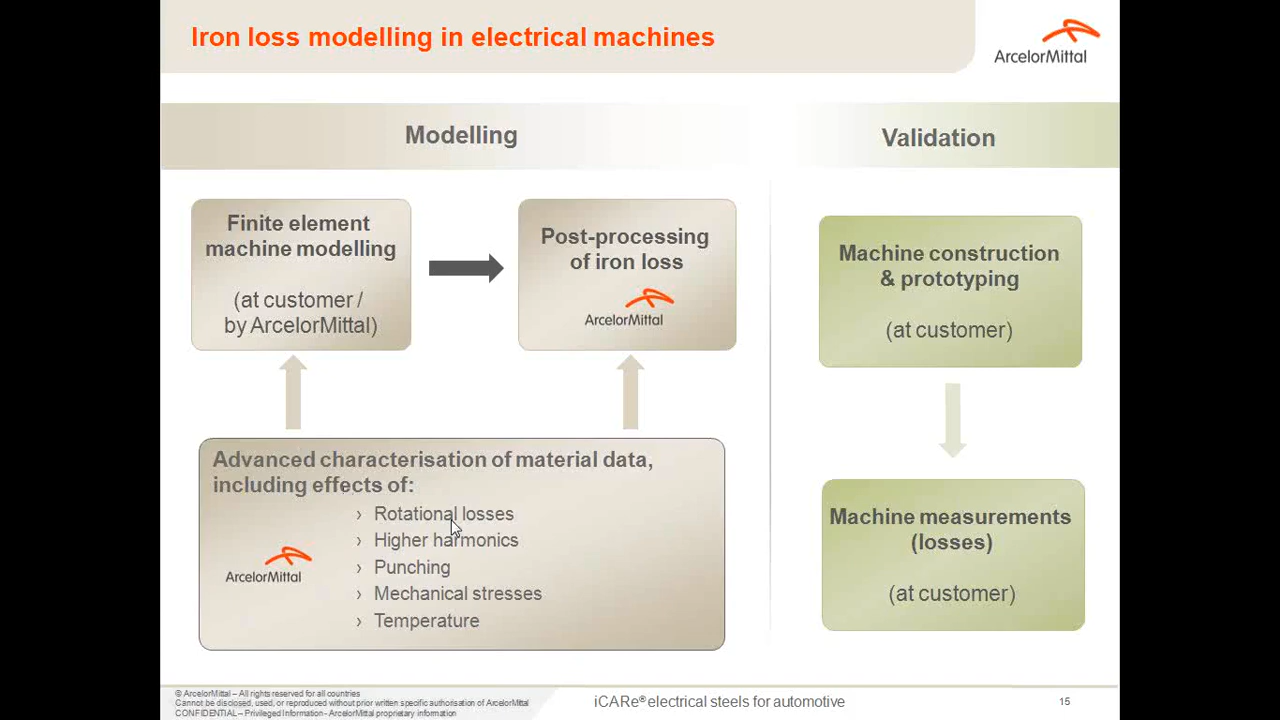 Iron loss modelling in electrical machines
ArcelorMittal
Modelling
Validation
Finite element
machine modelling
(at customer /
by ArcelorMittal)
Post-processing
of iron loss
ArcelorMittal
Machine construction
& prototyping
(at customer)
Advanced characterisation of material data,
including effects of:
› Rotational losses
› Higher harmonics
› Punching
› Mechanical stresses
› Temperature
ArcelorMittal
Machine measurements
(losses)
(at customer)
© ArcelorMittal – All rights reserved for all countries
Cannot be disclosed, used, or reproduced without prior written specific authorisation of ArcelorMittal
CONFIDENTIAL – Privileged Information - ArcelorMittal proprietary information
iCARe® electrical steels for automotive
15